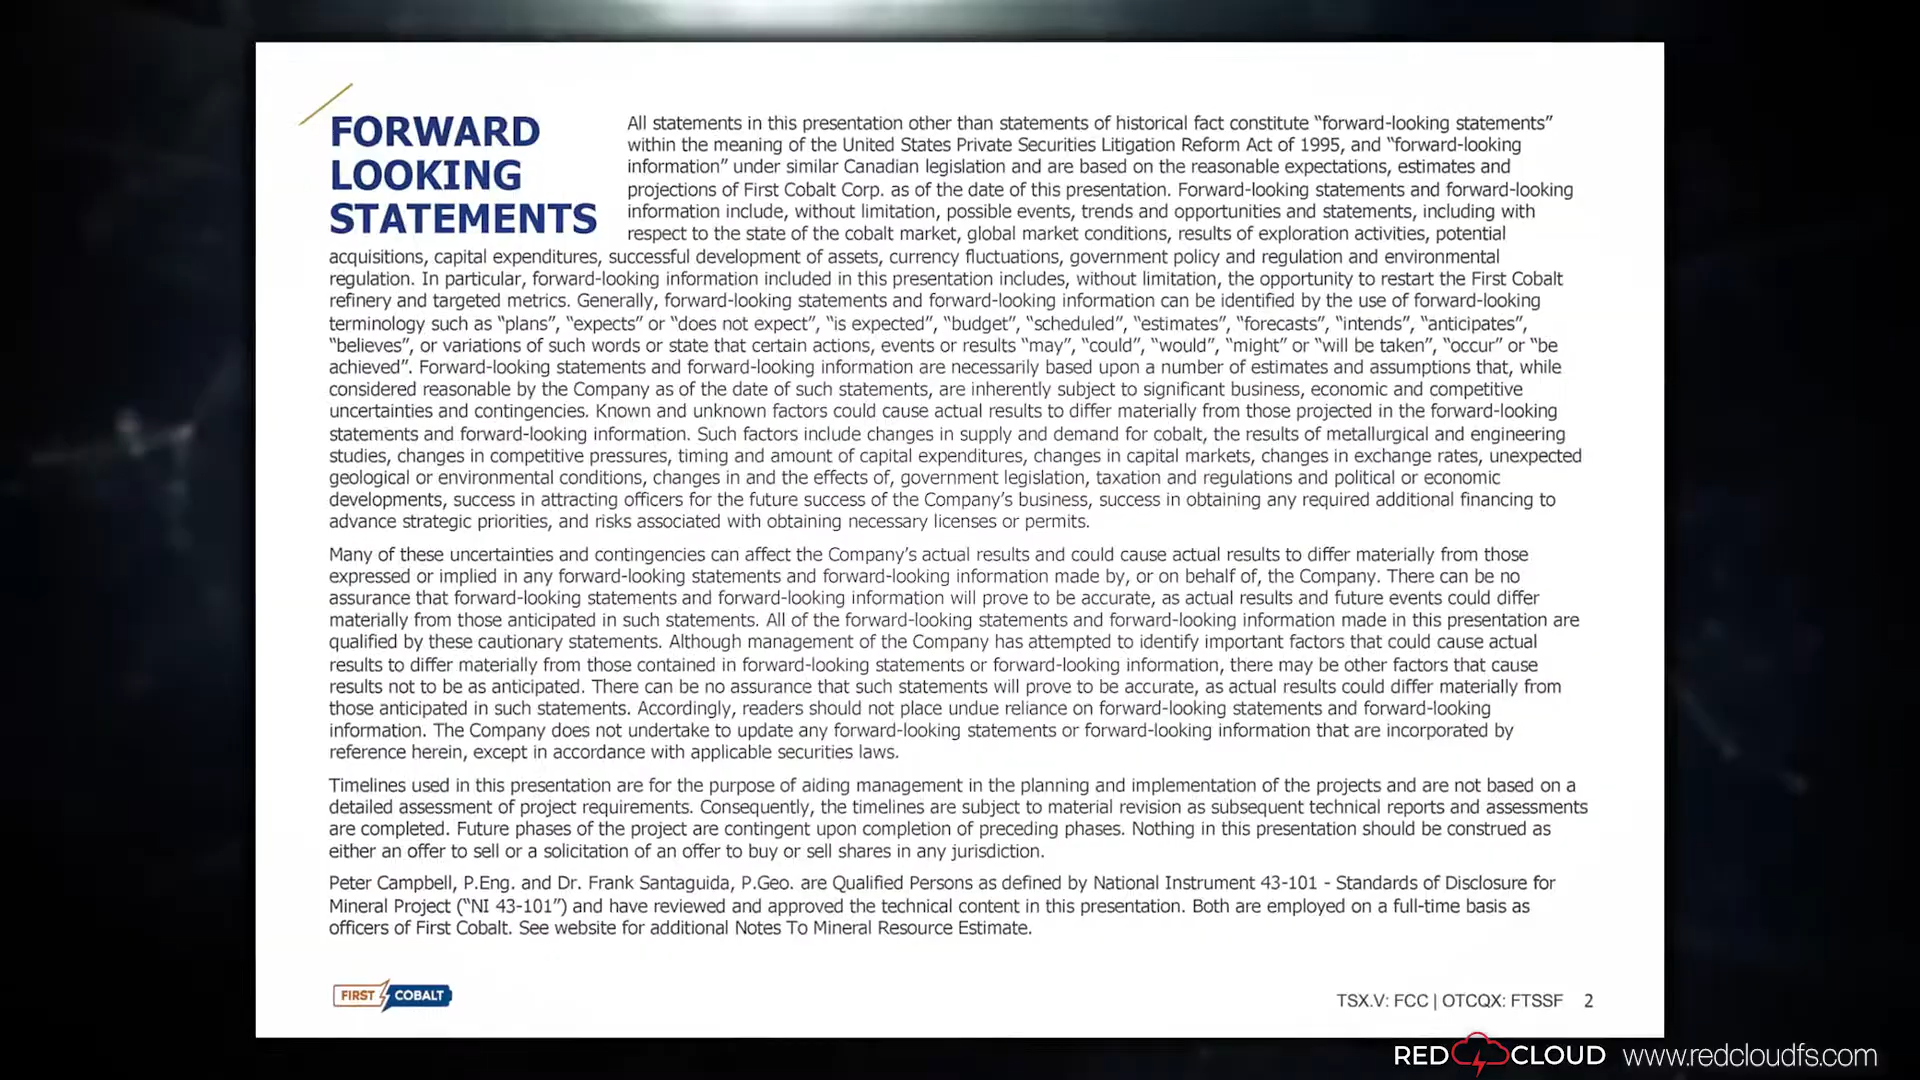 FORWARD
LOOKING
STATEMENTS
All statements in this presentation other than statements of historical fact constitute “forward-looking statements”
within the meaning of the United States Private Securities Litigation Reform Act of 1995, and “forward-looking
information” under similar Canadian legislation and are based on the reasonable expectations, estimates and
projections of First Cobalt Corp. as of the date of this presentation. Forward-looking statements and forward-looking
information include, without limitation, possible events, trends and opportunities and statements, including with
respect to the state of the cobalt market, global market conditions, results of exploration activities, potential
acquisitions, capital expenditures, successful development of assets, currency fluctuations, government policy and regulation and environmental
regulation. In particular, forward-looking information included in this presentation includes, without limitation, the opportunity to restart the First Cobalt
refinery and targeted metrics. Generally, forward-looking statements and forward-looking information can be identified by the use of forward-looking
terminology such as “plans”, “expects” or “does not expect”, “is expected”, “budget”, “scheduled”, “estimates”, “forecasts”, “intends”, “anticipates”,
“believes”, or variations of such words or state that certain actions, events or results “may”, “could”, “would”, “might” or “will be taken”, “occur” or “be
achieved”. Forward-looking statements and forward-looking information are necessarily based upon a number of estimates and assumptions that, while
considered reasonable by the Company as of the date of such statements, are inherently subject to significant business, economic and competitive
uncertainties and contingencies. Known and unknown factors could cause actual results to differ materially from those projected in the forward-looking
statements and forward-looking information. Such factors include changes in supply and demand for cobalt, the results of metallurgical and engineering
studies, changes in competitive pressures, timing and amount of capital expenditures, changes in capital markets, changes in exchange rates, unexpected
geological or environmental conditions, changes in and the effects of, government legislation, taxation and regulations and political or economic
developments, success in attracting officers for the future success of the Company’s business, success in obtaining any required additional financing to
advance strategic priorities, and risks associated with obtaining necessary licenses or permits.
Many of these uncertainties and contingencies can affect the Company’s actual results and could cause actual results to differ materially from those
expressed or implied in any forward-looking statements and forward-looking information made by, or on behalf of, the Company. There can be no
assurance that forward-looking statements and forward-looking information will prove to be accurate, as actual results and future events could differ
materially from those anticipated in such statements. All of the forward-looking statements and forward-looking information made in this presentation are
qualified by these cautionary statements. Although management of the Company has attempted to identify important factors that could cause actual
results to differ materially from those contained in forward-looking statements or forward-looking information, there may be other factors that cause
results not to be as anticipated. There can be no assurance that such statements will prove to be accurate, as actual results could differ materially from
those anticipated in such statements. Accordingly, readers should not place undue reliance on forward-looking statements and forward-looking
information. The Company does not undertake to update any forward-looking statements or forward-looking information that are incorporated by
reference herein, except in accordance with applicable securities laws.
Timelines used in this presentation are for the purpose of aiding management in the planning and implementation of the projects and are not based on a
detailed assessment of project requirements. Consequently, the timelines are subject to material revision as subsequent technical reports and assessments
are completed. Future phases of the project are contingent upon completion of preceding phases. Nothing in this presentation should be construed as
either an offer to sell or a solicitation of an offer to buy or sell shares in any jurisdiction.
Peter Campbell, P.Eng. and Dr. Frank Santaguida, P.Geo. are Qualified Persons as defined by National Instrument 43-101 - Standards of Disclosure for
Mineral Project (“NI 43-101”) and have reviewed and approved the technical content in this presentation. Both are employed on a full-time basis as
officers of First Cobalt. See website for additional Notes To Mineral Resource Estimate.
FIRST COBALT
TSX.V: FCC | OTCQX: FTSSF 2
RED CLOUD www.redcloudfs.com